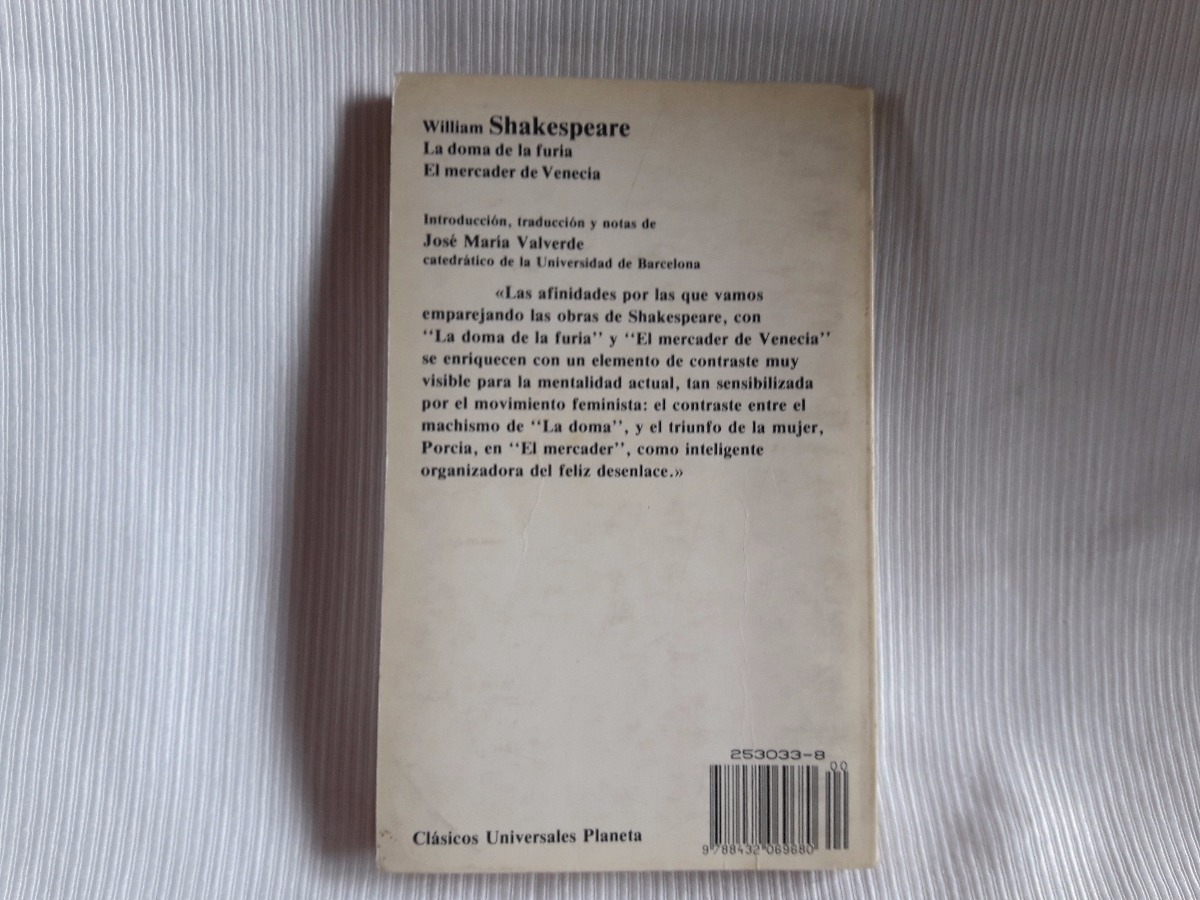 William Shakespeare
La doma de la furia
El mercader de Venecia
Introducción, traducción y notas de
José María Valverde
catedrático de la Universidad de Barcelona
«Las afinidades por las que vamos
emparejando las obras de Shakespeare, con
"La doma de la furia" y "El mercader de Venecia"
se enriquecen con un elemento de contraste muy
visible para la mentalidad actual, tan sensibilizada
por el movimiento feminista: el contraste entre el
machismo de "La doma", y el triunfo de la mujer,
Porcia, en "El mercader", como inteligente
organizadora del feliz desenlace.»
253033-8
00
9 788432 069680
Clásicos Universales Planeta